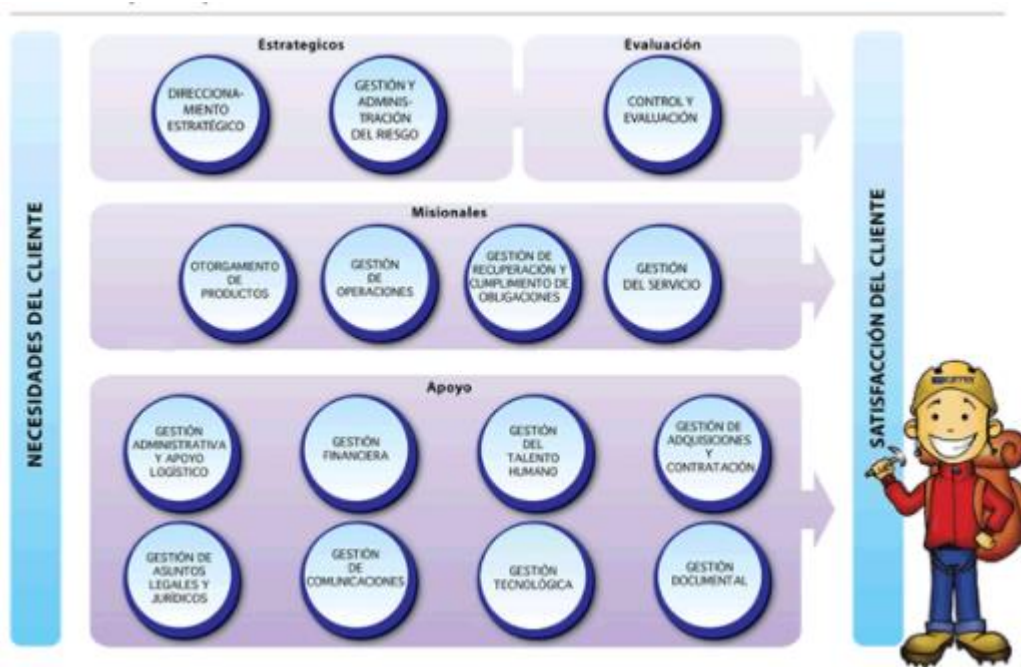 NECESIDADES DEL CLIENTE
Estrategicos
DIRECCIONA-
MIENTO
ESTRATÉGICO
GESTIÓN Y
ADMINIS-
TRACIÓN
DEL RIESGO
Evaluación
CONTROL Y
EVALUACIÓN
Misionales
OTORGAMIENTO
DE
PRODUCTOS
GESTIÓN
DE
OPERACIONES
GESTIÓN DE
RECUPERACIÓN Y
CUMPLIMIENTO DE
OBLIGACIONES
GESTIÓN
DEL SERVICIO
Apoyo
GESTIÓN
ADMINISTRATIVA
Y APOYO
LOGÍSTICO
GESTIÓN
FINANCIERA
GESTIÓN
DEL
TALENTO
HUMANO
GESTIÓN DE
ADQUISICIONES
Y
CONTRATACIÓN
GESTIÓN DE
ASUNTOS
LEGALES Y
JURÍDICOS
GESTIÓN
DE
COMUNICACIONES
GESTIÓN
TECNOLÓGICA
GESTIÓN
DOCUMENTAL
SATISFACCIÓN DEL CLIENTE